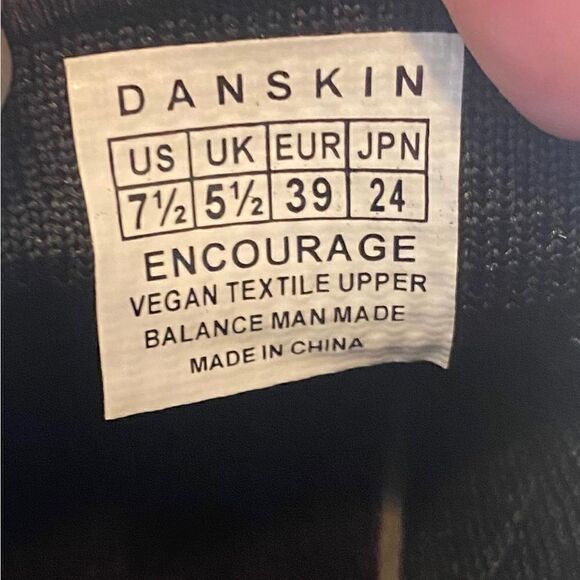 DANSKIN
US UK EUR JPN
7½ 5½ 39 24
ENCOURAGE
VEGAN TEXTILE UPPER
BALANCE MAN MADE
MADE IN CHINA